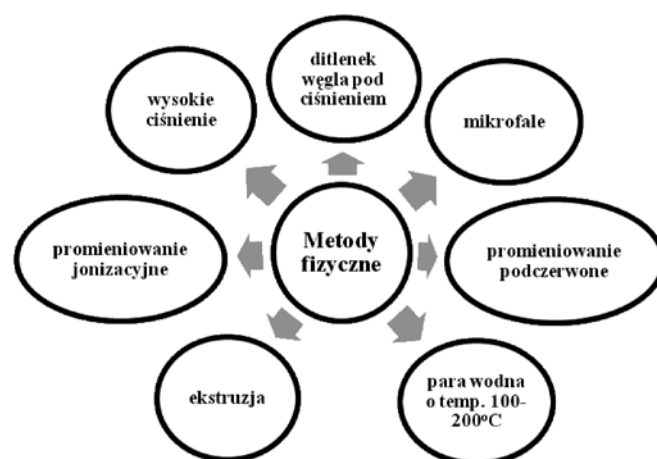 ditlenek
węgla pod
ciśnieniem
wysokie
ciśnienie
mikrofale
promieniowanie
jonizacyjne
Metody
fizyczne
promieniowanie
podczerwone
ekstruzja
para wodna
o temp. 100-
200°C